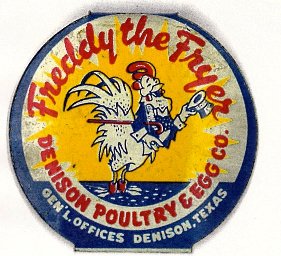 Freddy the Fryer
DENISON POULTRY & EGG CO.
GEN'L. OFFICES DENISON, TEXAS